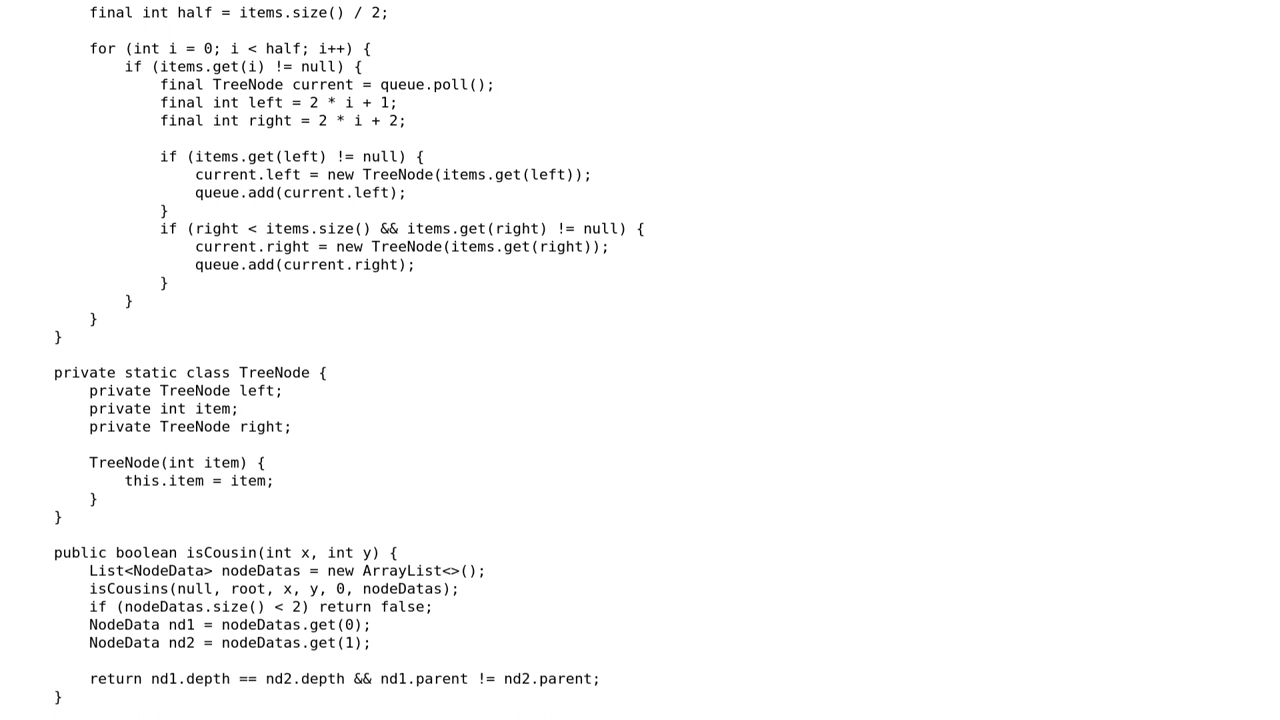 final int half = items.size() / 2;
for (int i = 0; i < half; i++) {
if (items.get(i) != null) {
final TreeNode current = queue.poll();
final int left = 2 * i + 1;
final int right = 2 * i + 2;
if (items.get(left) != null) {
current.left = new TreeNode(items.get(left));
queue.add(current.left);
}
if (right < items.size() && items.get(right) != null) {
current.right = new TreeNode(items.get(right));
queue.add(current.right);
}
}
}
}
private static class TreeNode {
private TreeNode left;
private int item;
private TreeNode right;
TreeNode(int item) {
this.item = item;
}
}
public boolean isCousin(int x, int y) {
List<NodeData> nodeDatas = new ArrayList<>();
isCousins(null, root, x, y, 0, nodeDatas);
if (nodeDatas.size() < 2) return false;
NodeData nd1 = nodeDatas.get(0);
NodeData nd2 = nodeDatas.get(1);
return nd1.depth == nd2.depth && nd1.parent != nd2.parent;
}